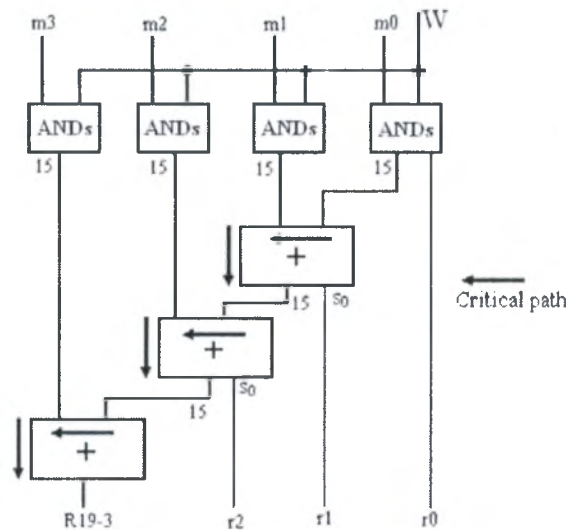 m3 m2 m1 m0 W
ANDs ANDs ANDs ANDs
15 15 15 15
+
15 s0
Critical path
+
15 s0
+
R19-3 r2 r1 r0